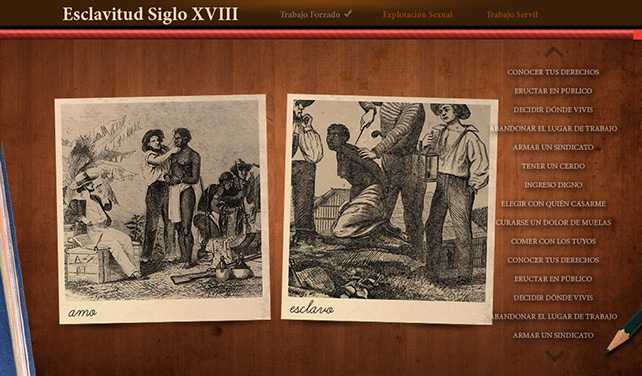 Esclavitud Siglo XVIII
Trabajo Forzado
Explotación Sexual
Trabajo Servil
amo
esclavo
CONOCER TUS DERECHOS
ERUCTAR EN PÚBLICO
DECIDIR DÓNDE VIVIS
ABANDONAR EL LUGAR DE TRABAJO
ARMAR UN SINDICATO
TENER UN CERDO
INGRESO DIGNO
ELEGIR CON QUIÉN CASARME
CURARSE UN DOLOR DE MUELAS
COMER CON LOS TUYOS
CONOCER TUS DERECHOS
ERUCTAR EN PÚBLICO
DECIDIR DÓNDE VIVIS
ABANDONAR EL LUGAR DE TRABAJO
ARMAR UN SINDICATO